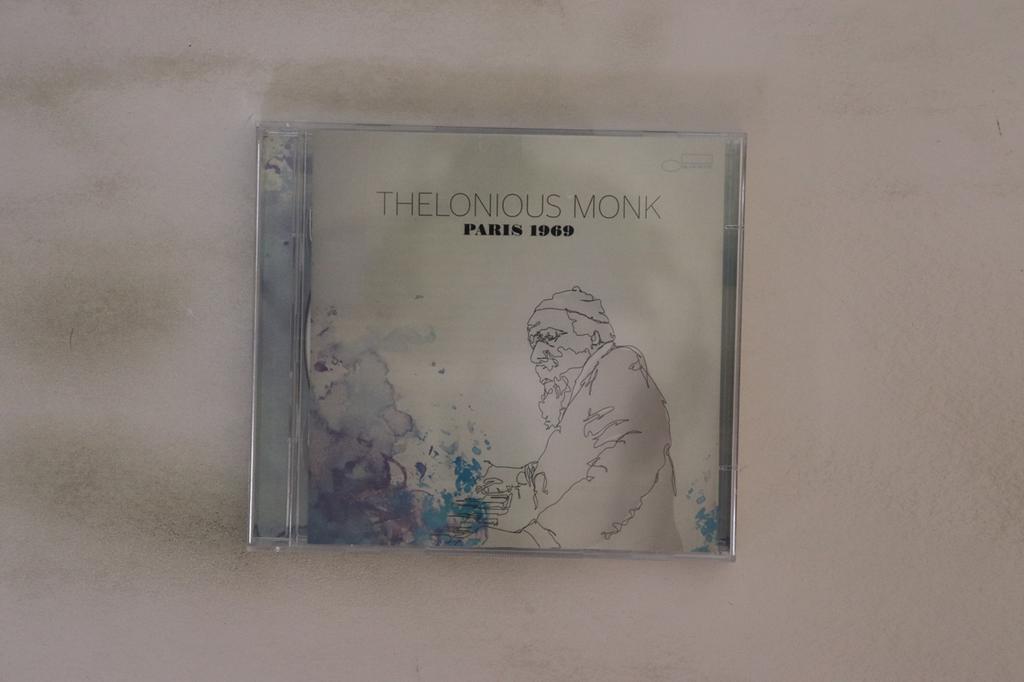 THELONIOUS MONK
PARIS 1969